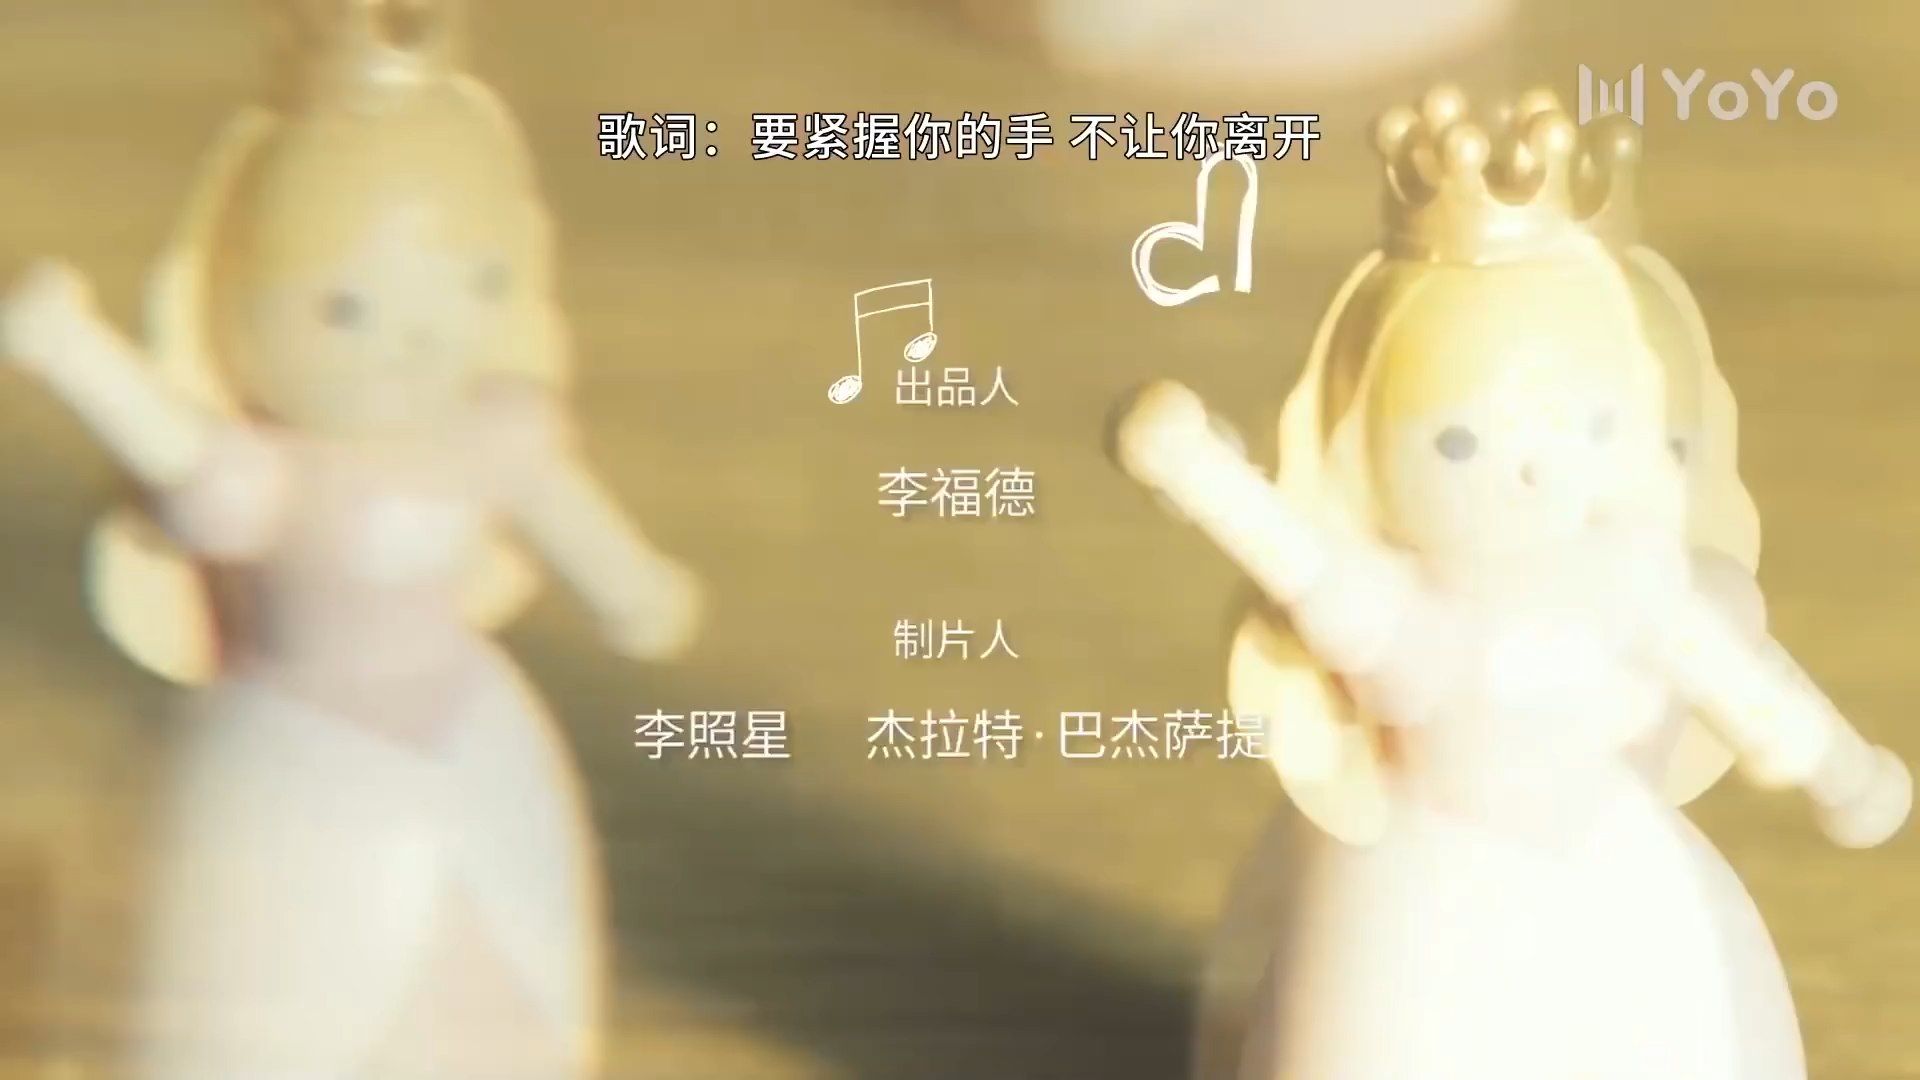 YoYo
歌词：要紧握你的手 不让你离开
出品人
李福德
制片人
李照星 杰拉特·巴杰萨提